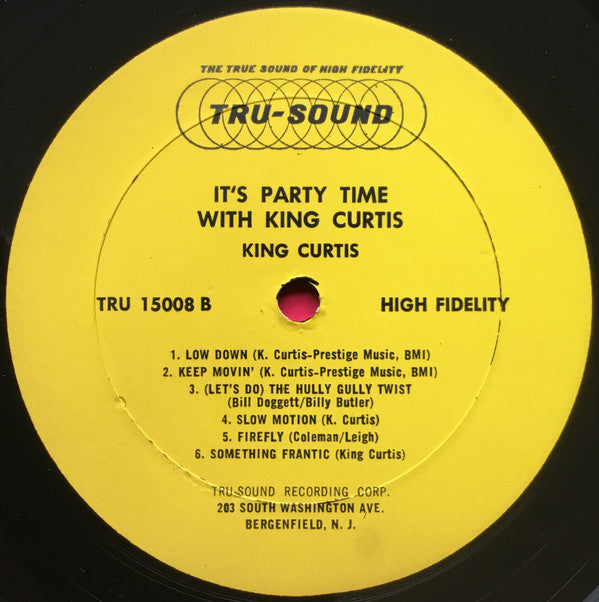 THE TRUE SOUND OF HIGH FIDELITY
TRU-SOUND
IT'S PARTY TIME
WITH KING CURTIS
KING CURTIS
TRU 15008 B HIGH FIDELITY
1. LOW DOWN (K. Curtis-Prestige Music, BMI)
2. KEEP MOVIN' (K. Curtis-Prestige Music, BMI)
3. (LET'S DO) THE HULLY GULLY TWIST
(Bill Doggett/Billy Butler)
4. SLOW MOTION (K. Curtis)
5. FIREFLY (Coleman/Leigh)
6. SOMETHING FRANTIC (King Curtis)
TRU-SOUND RECORDING CORP.
203 SOUTH WASHINGTON AVE.
BERGENFIELD, N. J.